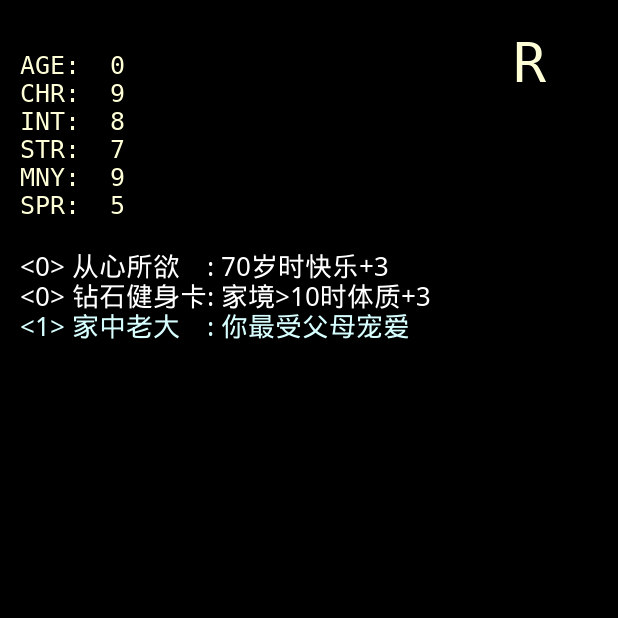 R
AGE: 0
CHR: 9
INT: 8
STR: 7
MNY: 9
SPR: 5
<0> 从心所欲 : 70岁时快乐+3
<0> 钻石健身卡: 家境>10时体质+3
<1> 家中老大 : 你最受父母宠爱